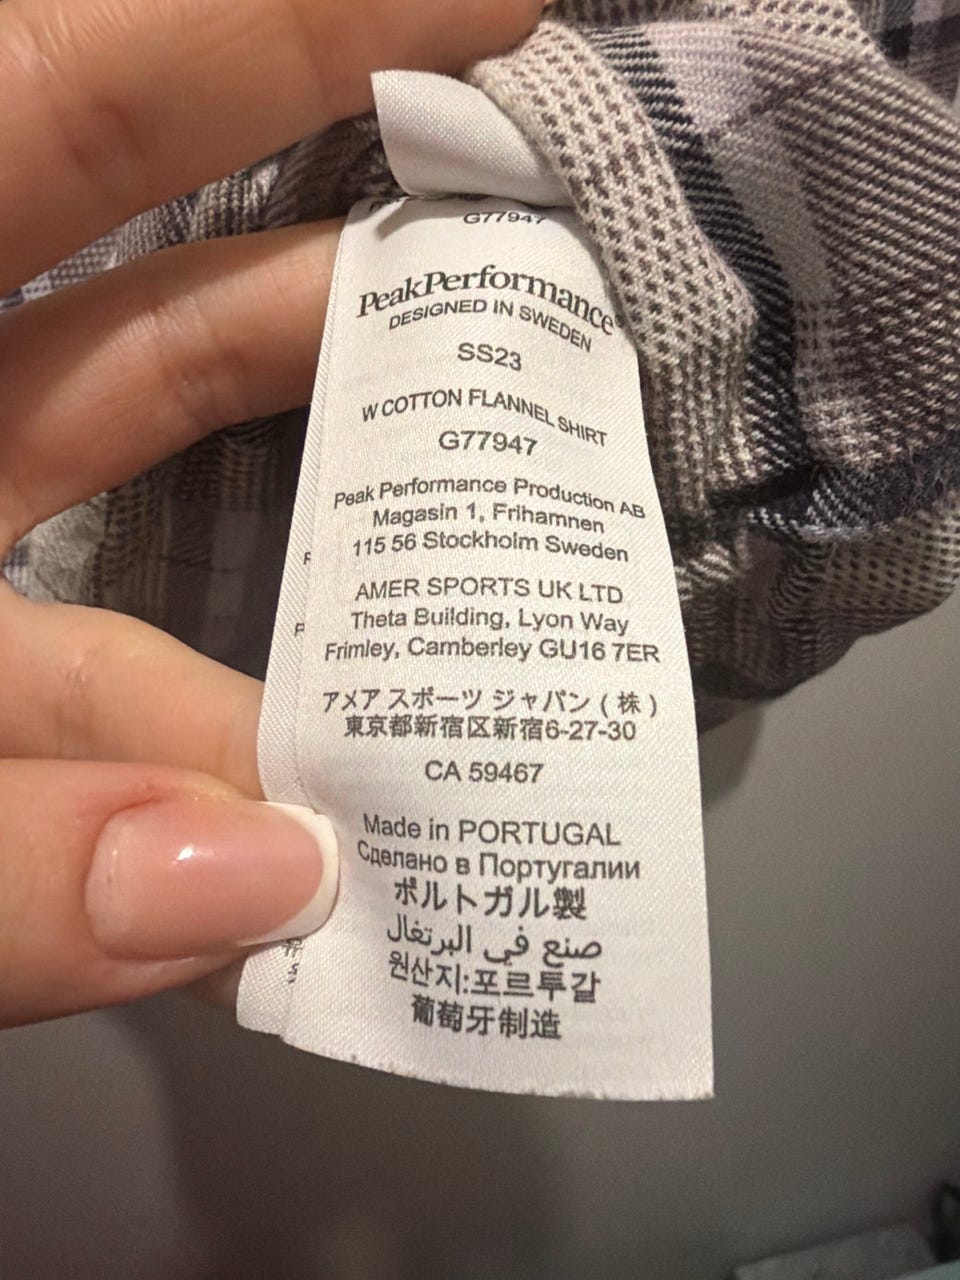 G77947
PeakPerformance®
DESIGNED IN SWEDEN
SS23
W COTTON FLANNEL SHIRT
G77947
Peak Performance Production AB
Magasin 1, Frihamnen
115 56 Stockholm Sweden
AMER SPORTS UK LTD
Theta Building, Lyon Way
Frimley, Camberley GU16 7ER
アメア スポーツ ジャパン ( 株 )
東京都新宿区新宿6-27-30
CA 59467
Made in PORTUGAL
Сделано в Португалии
ポルトガル製
صنع في البرتغال
원산지:포르투갈
葡萄牙制造